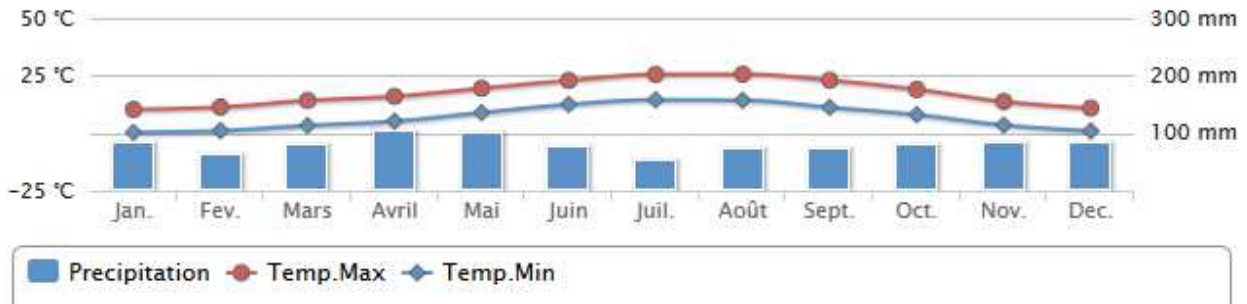 50 °C 300 mm
25 °C 200 mm
100 mm
-25 °C
Jan. Fev. Mars Avril Mai Juin Juil. Août Sept. Oct. Nov. Dec.
Precipitation Temp.Max Temp.Min